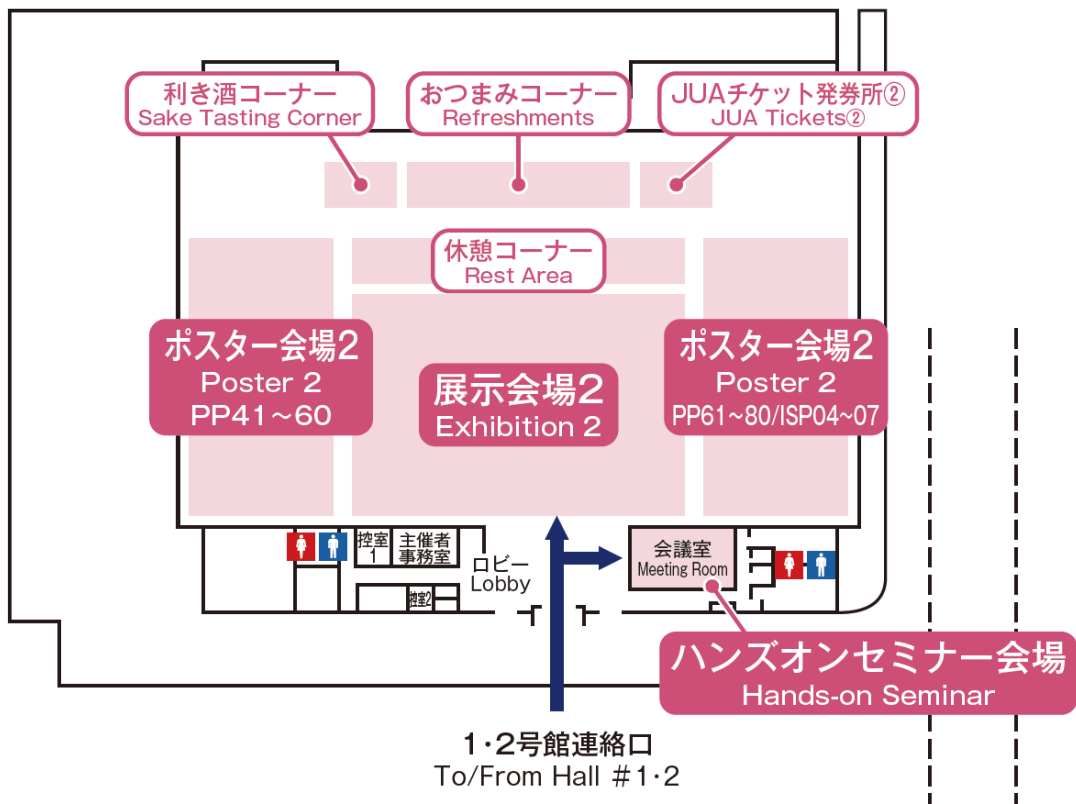 利き酒コーナー
Sake Tasting Corner
おつまみコーナー
Refreshments
JUAチケット発券所②
JUA Tickets②
休憩コーナー
Rest Area
ポスター会場2
Poster 2
PP41～60
展示会場2
Exhibition 2
ポスター会場2
Poster 2
PP61~80/ISP04~07
控室
1
主催者
事務室
ロビー
Lobby
会議室
Meeting Room
控室2
ハンズオンセミナー会場
Hands-on Seminar
1・2号館連絡口
To/From Hall #1・2